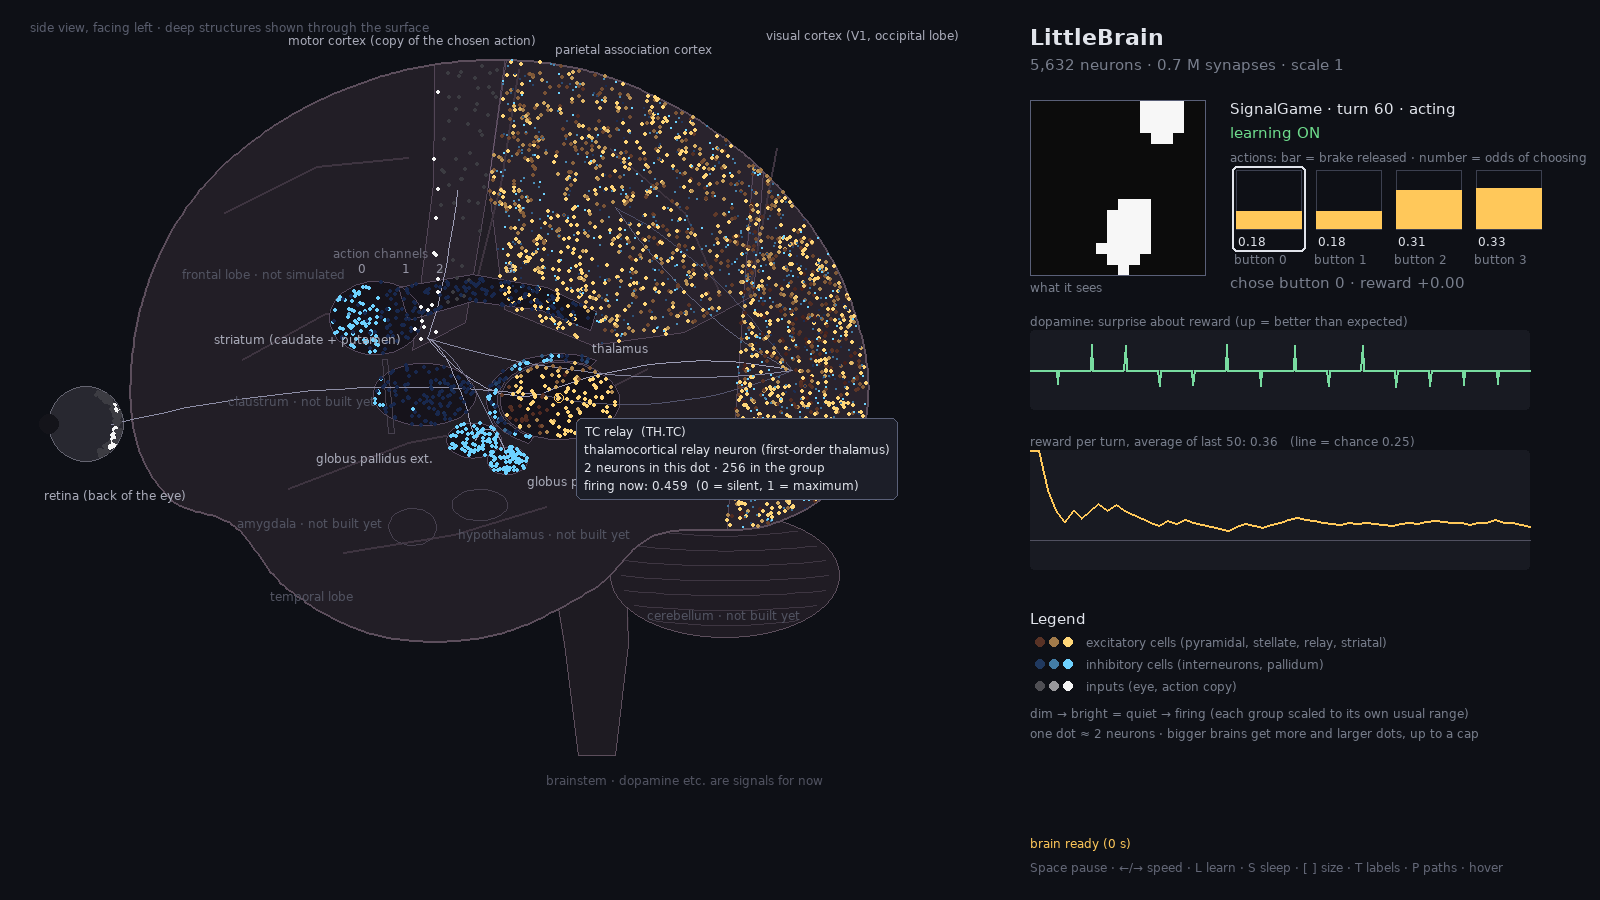 side view, facing left · deep structures shown through the surface
motor cortex (copy of the chosen action)
parietal association cortex
visual cortex (V1, occipital lobe)
action channels
0 1 2
frontal lobe · not simulated
striatum (caudate + putamen)
thalamus
claustrum · not built yet
globus pallidus ext.
globus p
retina (back of the eye)
amygdala · not built yet
hypothalamus · not built yet
temporal lobe
cerebellum · not built yet
brainstem · dopamine etc. are signals for now
TC relay (TH.TC)
thalamocortical relay neuron (first-order thalamus)
2 neurons in this dot · 256 in the group
firing now: 0.459 (0 = silent, 1 = maximum)
LittleBrain
5,632 neurons · 0.7 M synapses · scale 1
what it sees
SignalGame · turn 60 · acting
learning ON
actions: bar = brake released · number = odds of choosing
0.18 0.18 0.31 0.33
button 0 button 1 button 2 button 3
chose button 0 · reward +0.00
dopamine: surprise about reward (up = better than expected)
reward per turn, average of last 50: 0.36 (line = chance 0.25)
Legend
excitatory cells (pyramidal, stellate, relay, striatal)
inhibitory cells (interneurons, pallidum)
inputs (eye, action copy)
dim → bright = quiet → firing (each group scaled to its own usual range)
one dot ≈ 2 neurons · bigger brains get more and larger dots, up to a cap
brain ready (0 s)
Space pause · ←/→ speed · L learn · S sleep · [ ] size · T labels · P paths · hover